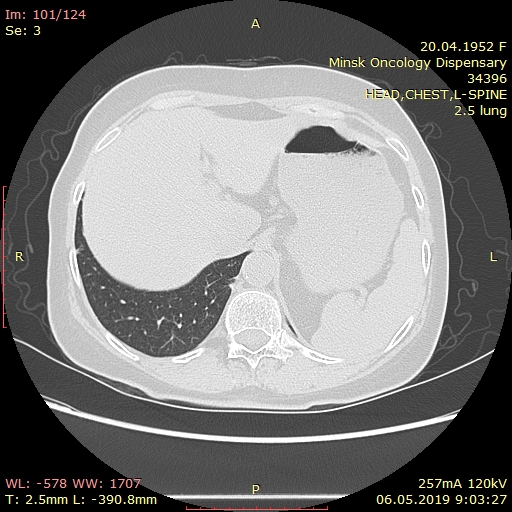 Im: 101/124
Se: 3
A
20.04.1952 F
Minsk Oncology Dispensary
34396
HEAD,CHEST,L-SPINE
2.5 lung
R
L
WL: -578 WW: 1707
T: 2.5mm L: -390.8mm
P
257mA 120kV
06.05.2019 9:03:27